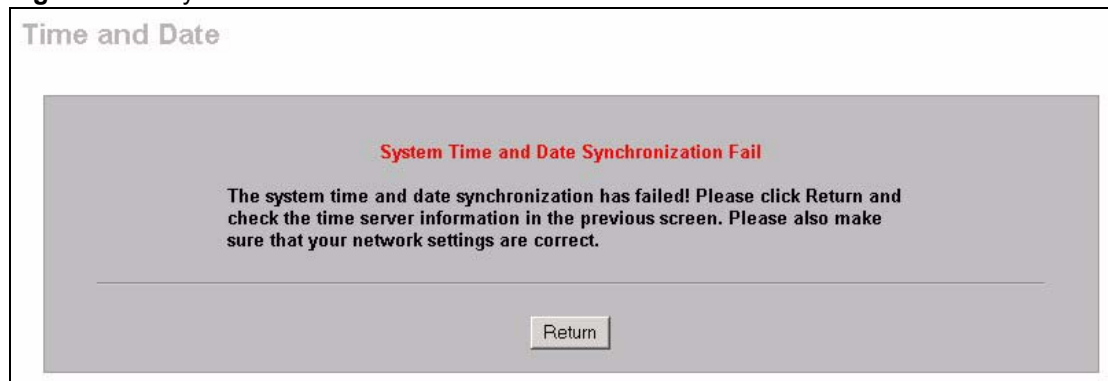 Time and Date
System Time and Date Synchronization Fail
The system time and date synchronization has failed! Please click Return and
check the time server information in the previous screen. Please also make
sure that your network settings are correct.
Return